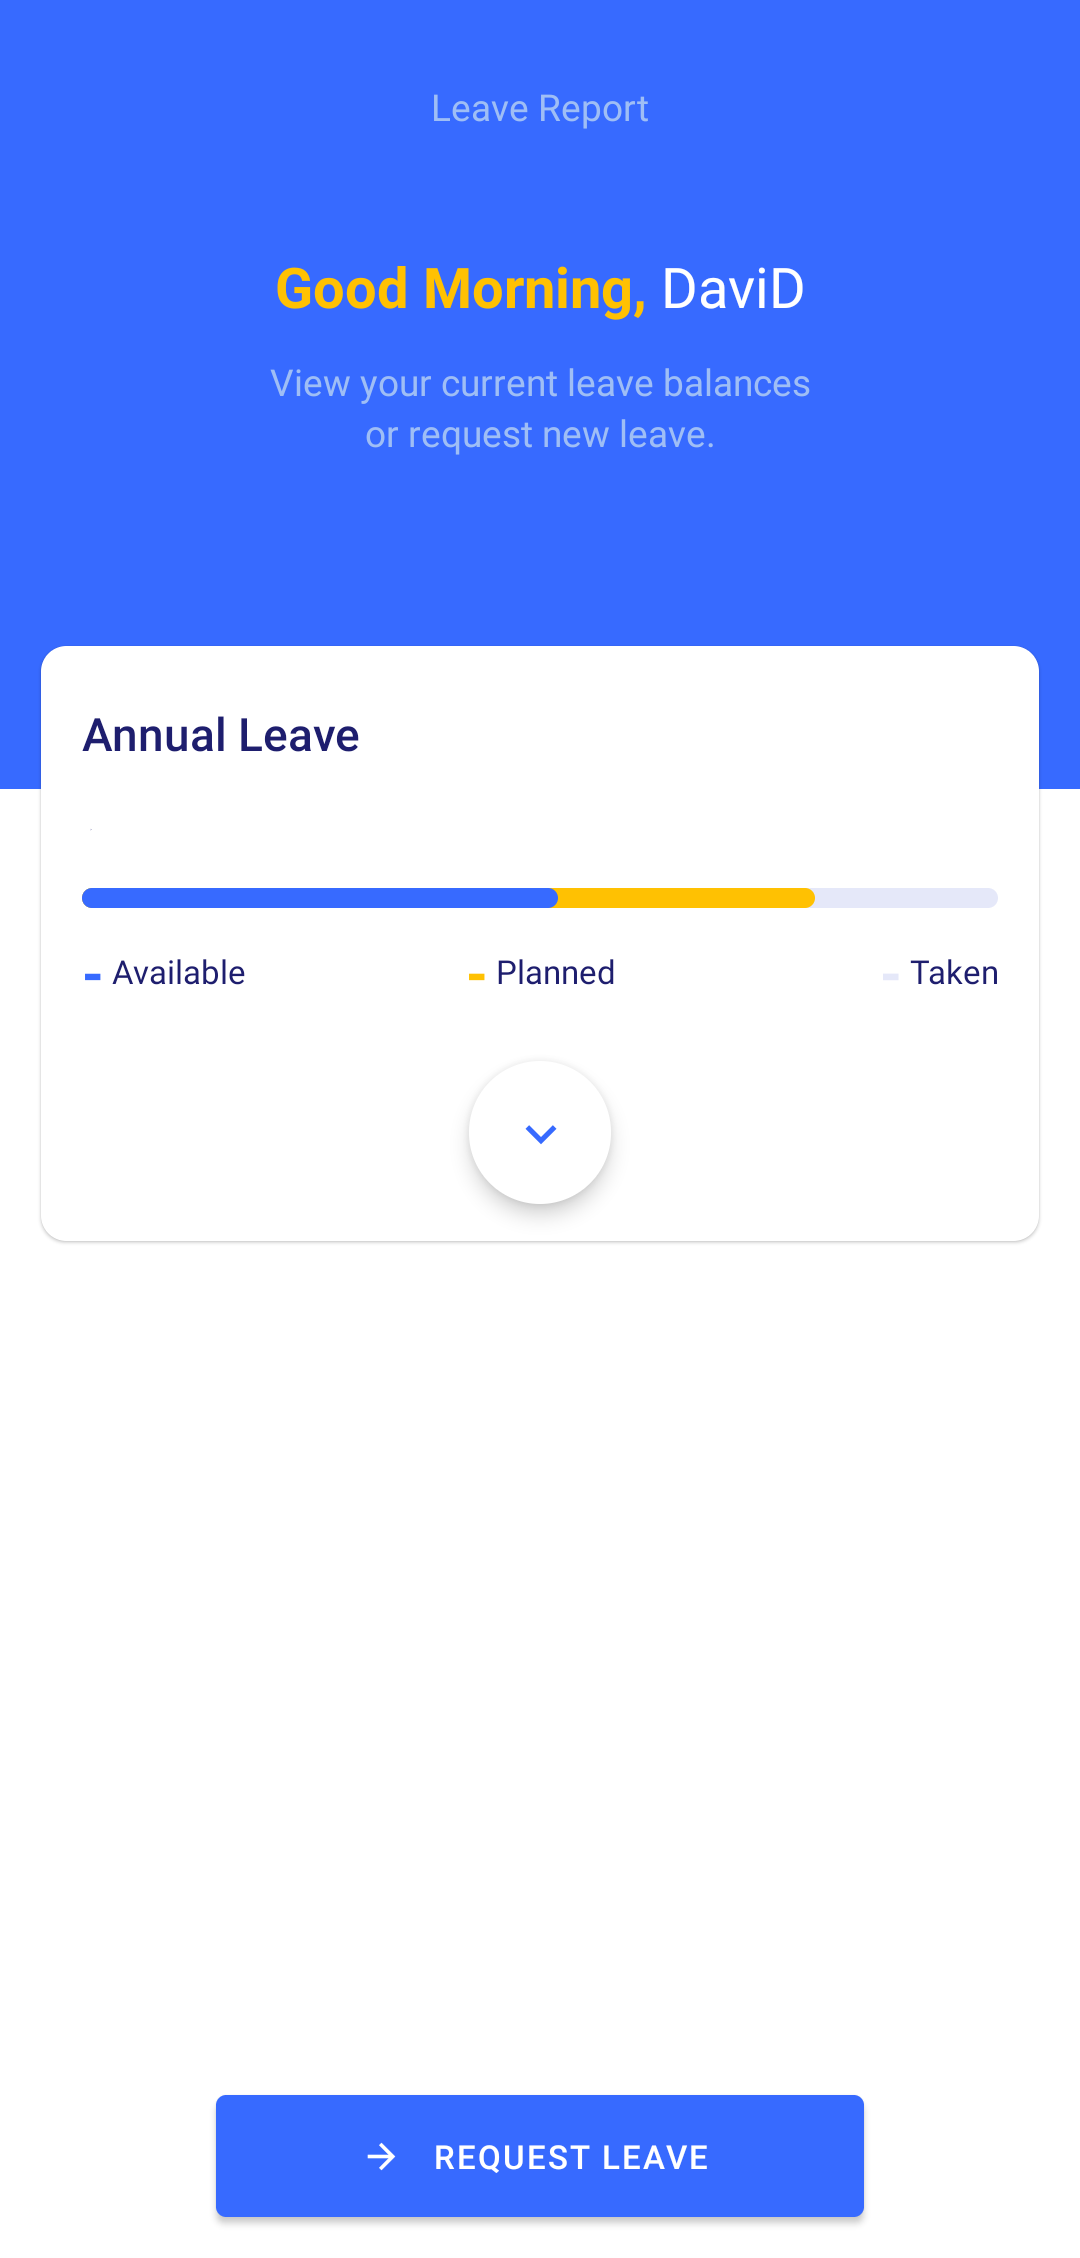 Leave Report
Good Morning, DaviD
View your current leave balances
or request new leave.
Annual Leave
Available
Planned
Taken
REQUEST LEAVE